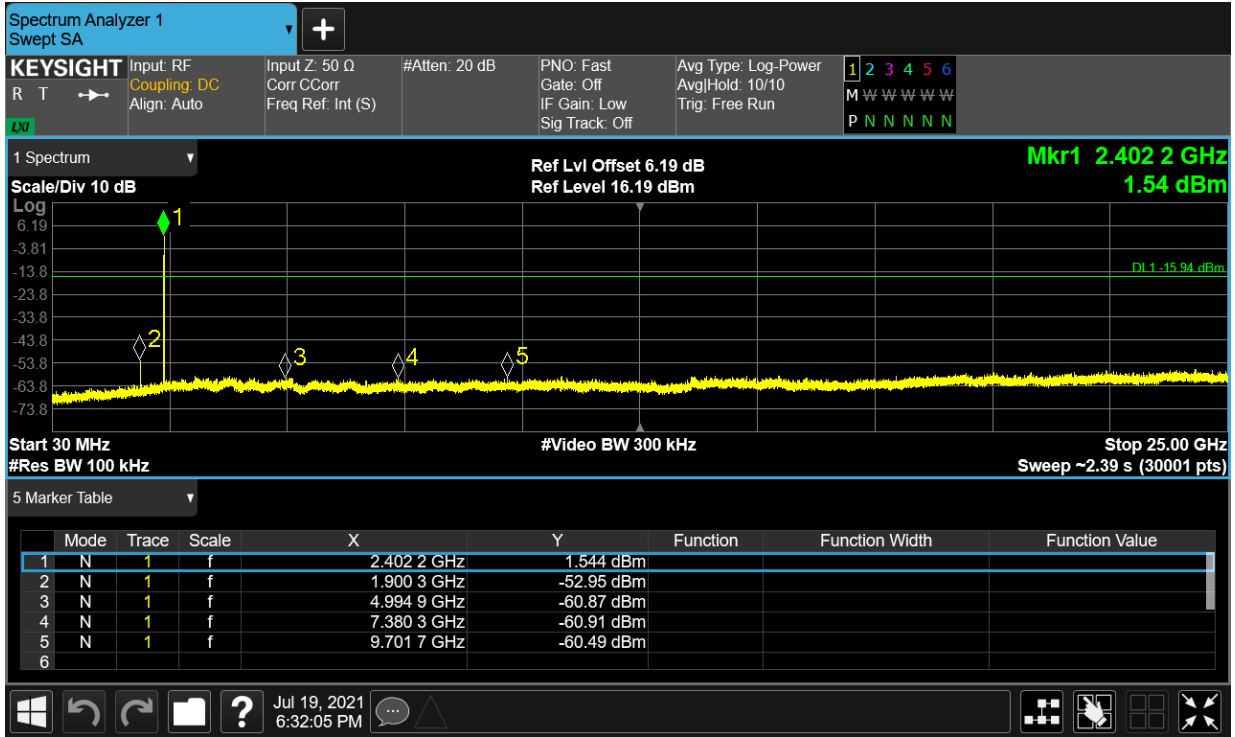 Spectrum Analyzer 1
Swept SA
KEYSIGHT Input: RF Input Z: 50 Ω #Atten: 20 dB PNO: Fast Avg Type: Log-Power 1 2 3 4 5 6
R T Coupling: DC Corr CCorr Gate: Off Avg|Hold: 10/10 M W W W W W
Align: Auto Freq Ref: Int (S) IF Gain: Low Trig: Free Run
LXI Sig Track: Off P N N N N N N
1 Spectrum
Ref Lvl Offset 6.19 dB Mkr1 2.402 2 GHz
Scale/Div 10 dB Ref Level 16.19 dBm 1.54 dBm
Log
1
6.19
-3.81
-13.8 DL1 -15.94 dBm
-23.8
-33.8
-43.8 2
-53.8 3 4 5
-63.8
-73.8
Start 30 MHz #Video BW 300 kHz Stop 25.00 GHz
#Res BW 100 kHz Sweep ~2.39 s (30001 pts)
5 Marker Table
Mode Trace Scale X Y Function Function Width Function Value
1 N 1 f 2.402 2 GHz 1.544 dBm
2 N 1 f 1.900 3 GHz -52.95 dBm
3 N 1 f 4.994 9 GHz -60.87 dBm
4 N 1 f 7.380 3 GHz -60.91 dBm
5 N 1 f 9.701 7 GHz -60.49 dBm
6
? Jul 19, 2021
6:32:05 PM